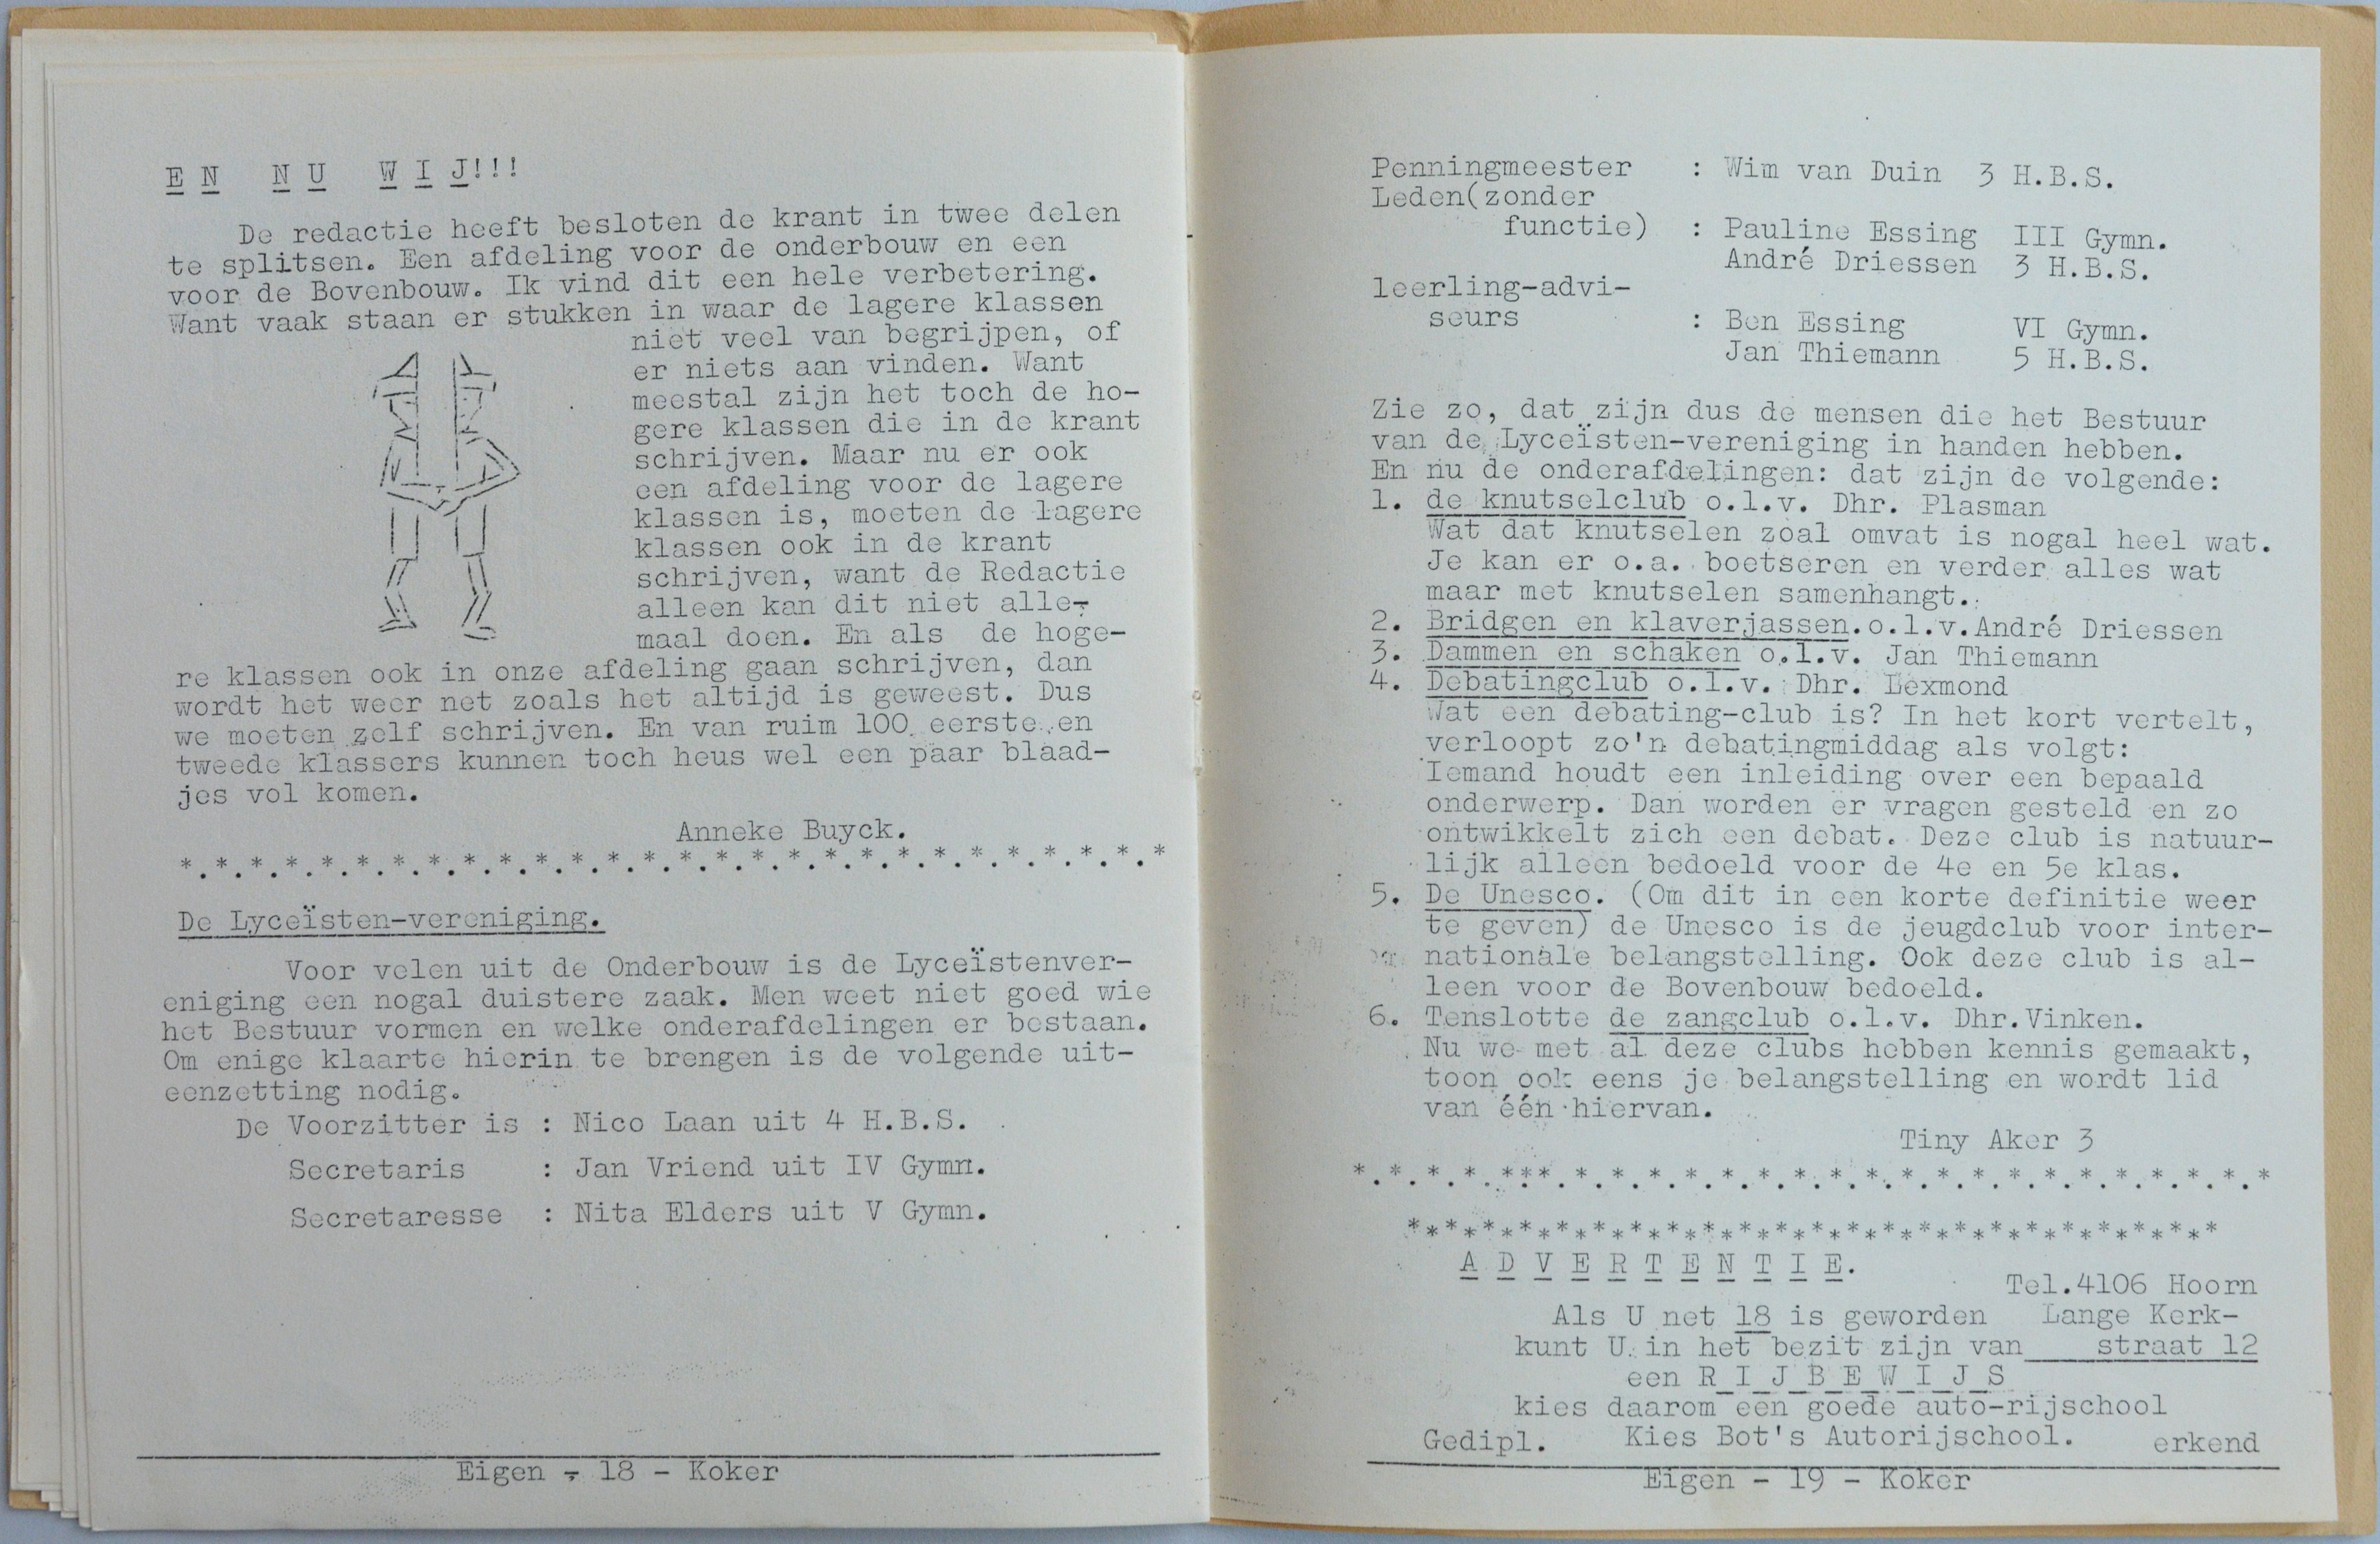 EN NU WIJ!!!
De redactie heeft besloten de krant in twee delen
te splitsen. Een afdeling voor de onderbouw en een
voor de Bovenbouw. Ik vind dit een hele verbetering.
Want vaak staan er stukken in waar de lagere klassen
niet veel van begrijpen, of
er niets aan vinden. Want
meestal zijn het toch de ho-
gere klassen die in de krant
schrijven. Maar nu er ook
een afdeling voor de lagere
klassen is, moeten de lagere
klassen ook in de krant
schrijven, want de Redactie
alleen kan dit niet alle-
maal doen. En als de hoge-
re klassen ook in onze afdeling gaan schrijven, dan
wordt het weer net zoals het altijd is geweest. Dus
we moeten zelf schrijven. En van ruim 100 eerste en
tweede klassers kunnen toch heus wel een paar blaad-
jes vol komen.
Anneke Buyck.
*.*.*.*.*.*.*.*.*.*.*.*.*.*.*.*.*.*.*.*.*.*.*.*.*.*.*.*
De Lyceïsten-vereniging.
Voor velen uit de Onderbouw is de Lyceïstenver-
eniging een nogal duistere zaak. Men weet niet goed wie
het Bestuur vormen en welke onderafdelingen er bestaan.
Om enige klaarte hierin te brengen is de volgende uit-
eenzetting nodig.
De Voorzitter is : Nico Laan uit 4 H.B.S.
Secretaris : Jan Vriend uit IV Gymn.
Secretaresse : Nita Elders uit V Gymn.
Eigen - 18 - Koker
Penningmeester : Wim van Duin 3 H.B.S.
Leden(zonder
functie) : Pauline Essing III Gymn.
André Driessen 3 H.B.S.
leerling-advi-
seurs : Ben Essing VI Gymn.
Jan Thiemann 5 H.B.S.
Zie zo, dat zijn dus de mensen die het Bestuur
van de Lyceïsten-vereniging in handen hebben.
En nu de onderafdelingen: dat zijn de volgende:
1. de knutselclub o.l.v. Dhr. Plasman
Wat dat knutselen zoal omvat is nogal heel wat.
Je kan er o.a. boetseren en verder alles wat
maar met knutselen samenhangt.
2. Bridgen en klaverjassen.o.l.v.André Driessen
3. Dammen en schaken o.l.v. Jan Thiemann
4. Debatingclub o.l.v. Dhr. Lexmond
Wat een debating-club is? In het kort vertelt,
verloopt zo'n debatingmiddag als volgt:
Iemand houdt een inleiding over een bepaald
onderwerp. Dan worden er vragen gesteld en zo
ontwikkelt zich een debat. Deze club is natuur-
lijk alleen bedoeld voor de 4e en 5e klas.
5. De Unesco. (Om dit in een korte definitie weer
te geven) de Unesco is de jeugdclub voor inter-
nationale belangstelling. Ook deze club is al-
leen voor de Bovenbouw bedoeld.
6. Tenslotte de zangclub o.l.v. Dhr.Vinken.
Nu we met al deze clubs hebben kennis gemaakt,
toon ook eens je belangstelling en wordt lid
van één hiervan.
Tiny Aker 3
*.*.*.*.***.*.*.*.*.*.*.*.*.*.*.*.*.*.*.*.*.*.*.*
*********************************************
ADVERTENTIE.
Tel.4106 Hoorn
Als U net 18 is geworden Lange Kerk-
kunt U in het bezit zijn van straat 12
een R_I_J_B_E_W_I_J_S
kies daarom een goede auto-rijschool
Gedipl. Kies Bot's Autorijschool. erkend
Eigen - 19 - Koker